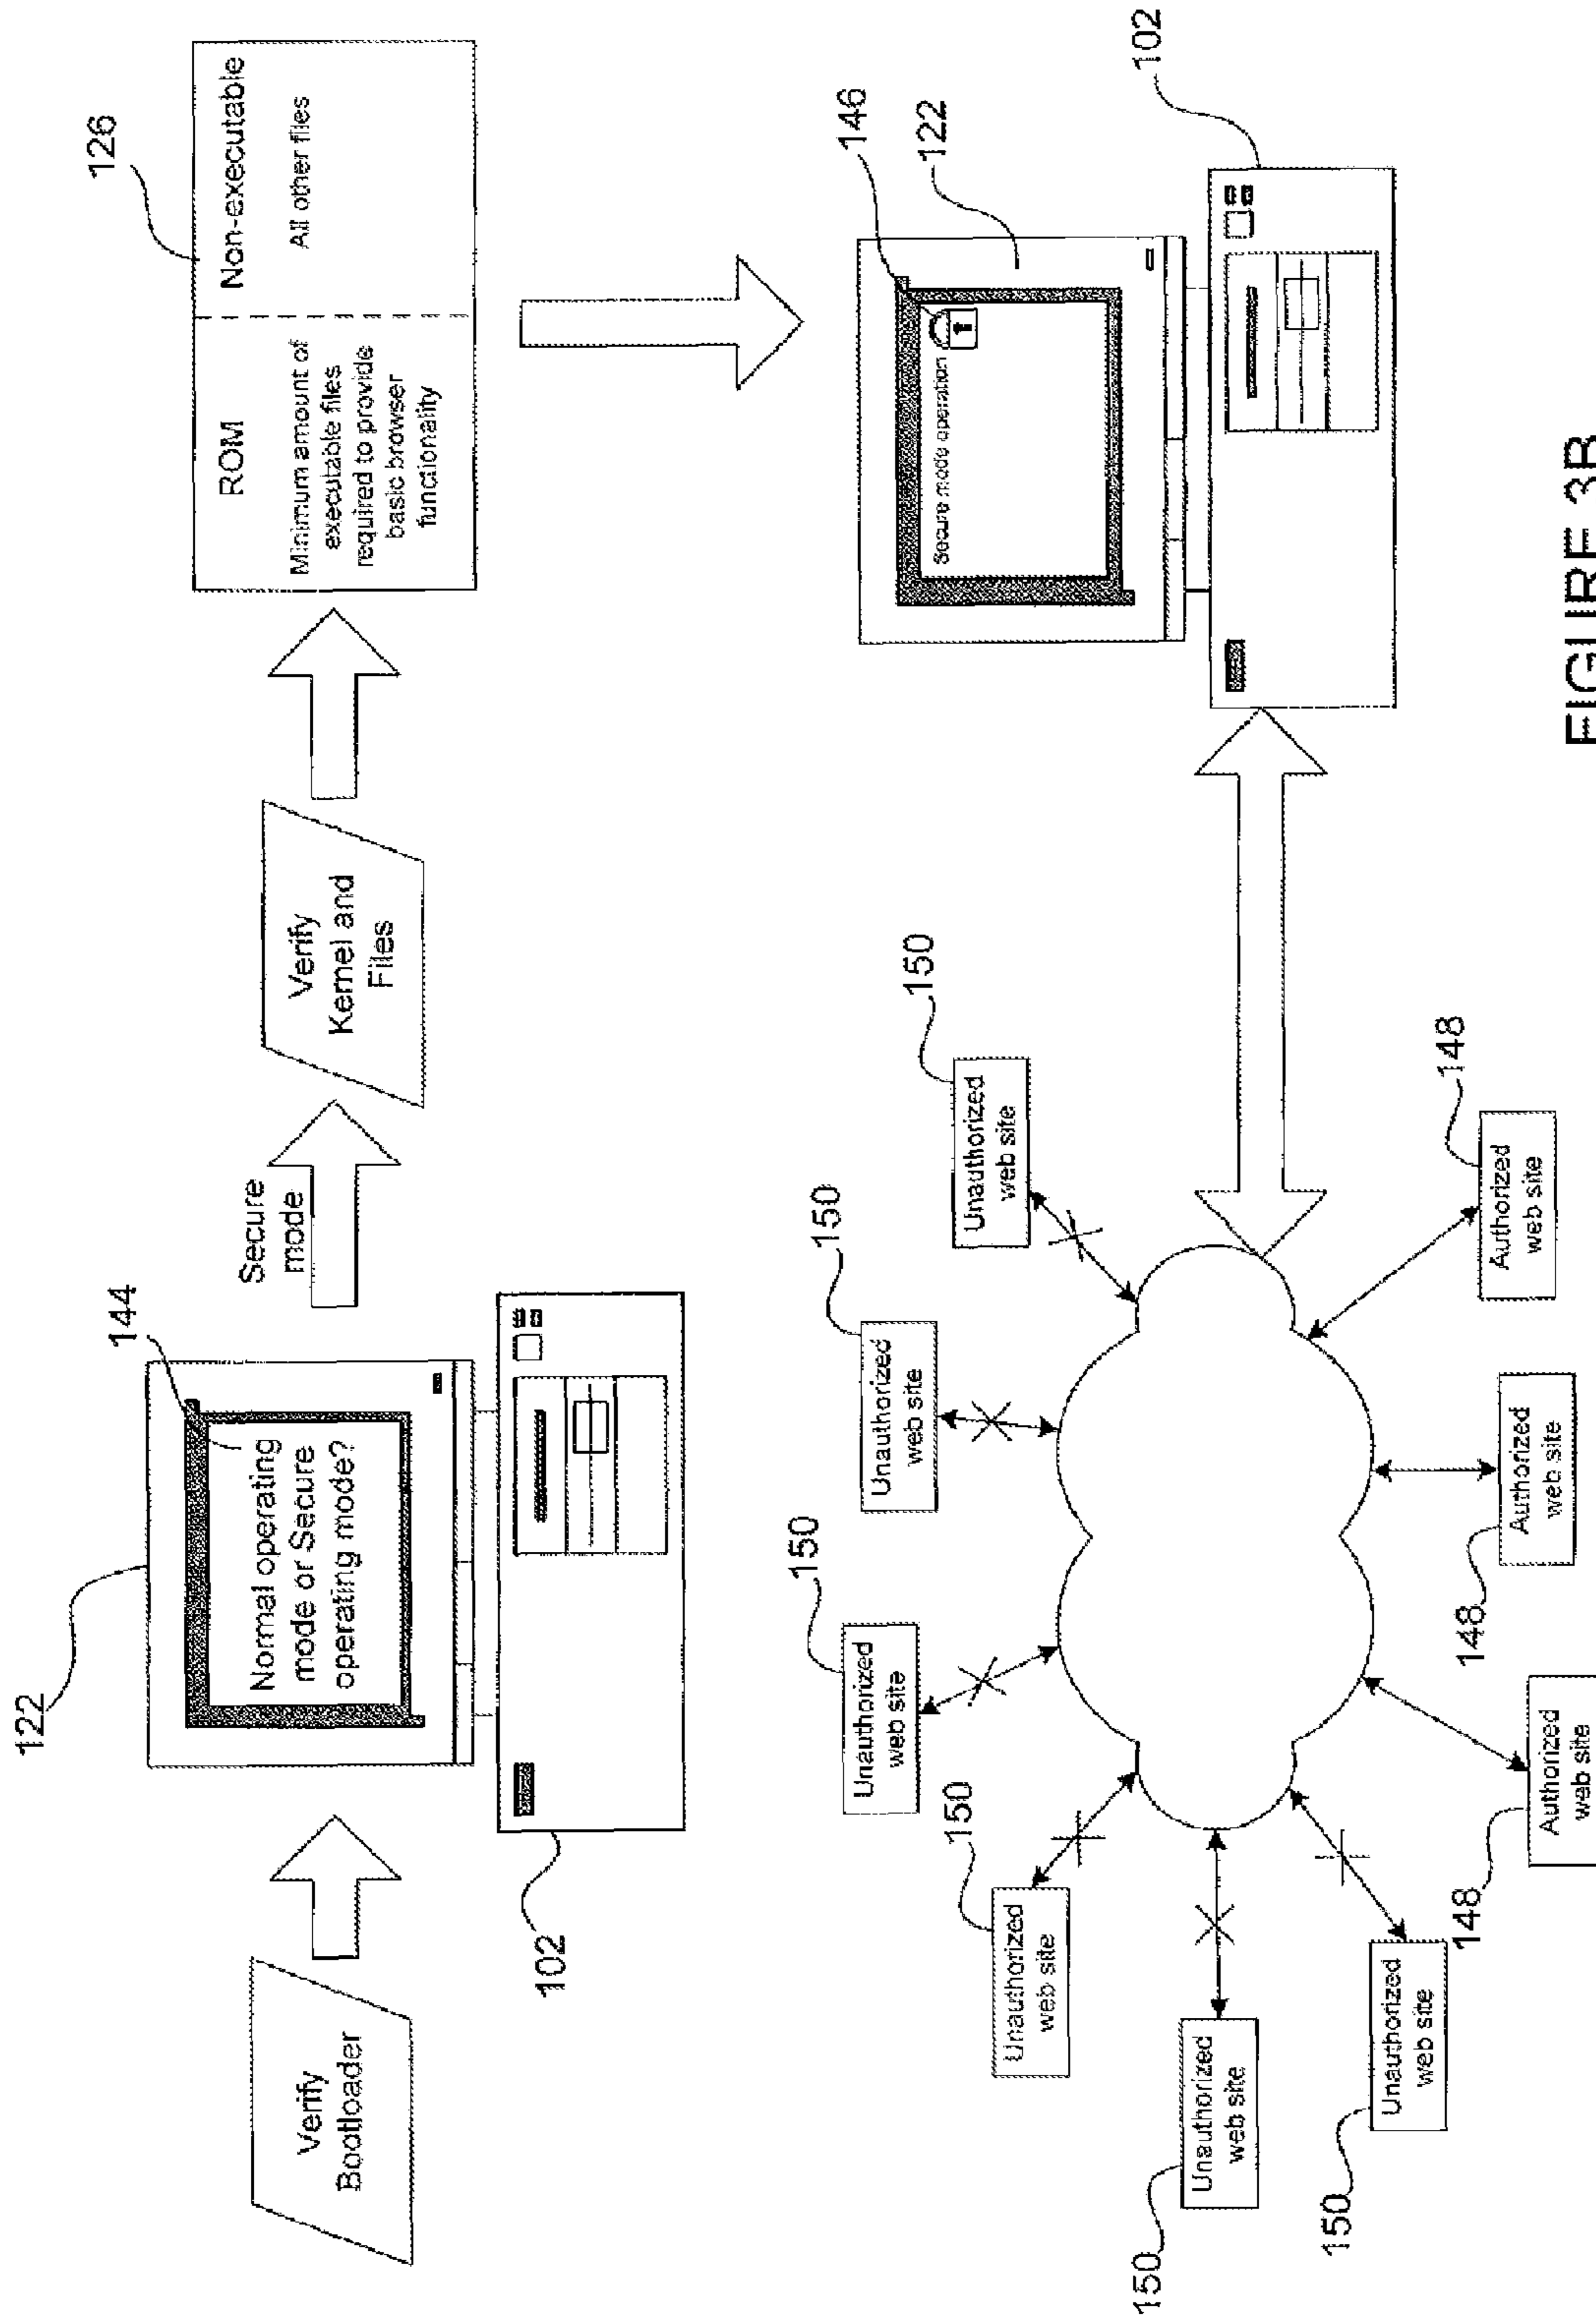 Verify
Bootloader
122
144
Normal operating
mode or Secure
operating mode?
102
Secure
mode
Verify
Kernel and
Files
126
ROM
Minimum amount of
executable files
required to provide
basic browser
functionality
Non-executable
All other files
146
122
Secure mode operation
102
150
Unauthorized
web site
150
Unauthorized
web site
150
Unauthorized
web site
150
Unauthorized
web site
150
Unauthorized
web site
150
Unauthorized
web site
148
Authorized
web site
148
Authorized
web site
148
Authorized
web site
FIGURE 3B